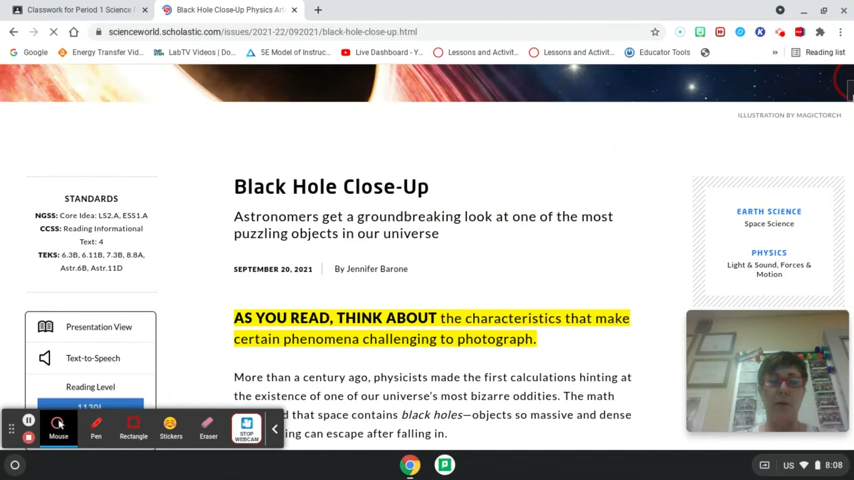 Classwork for Period 1 Science F
Black Hole Close-Up Physics Art
scienceworld.scholastic.com/issues/2021-22/092021/black-hole-close-up.html
Google
Energy Transfer Vid...
LabTV Videos | Do...
5E Model of Instruc...
Live Dashboard - Y...
Lessons and Activit...
Lessons and Activit...
Educator Tools
»
Reading list
ILLUSTRATION BY MAGICTORCH
STANDARDS
NGSS: Core Idea: LS2.A, ESS1.A
CCSS: Reading Informational
Text: 4
TEKS: 6.3B, 6.11B, 7.3B, 8.8A,
Astr.6B, Astr.11D
Presentation View
Text-to-Speech
Reading Level
1120L
Black Hole Close-Up
Astronomers get a groundbreaking look at one of the most
puzzling objects in our universe
SEPTEMBER 20, 2021 | By Jennifer Barone
AS YOU READ, THINK ABOUT the characteristics that make
certain phenomena challenging to photograph.
More than a century ago, physicists made the first calculations hinting at
the existence of one of our universe's most bizarre oddities. The math
d that space contains black holes—objects so massive and dense
ing can escape after falling in.
EARTH SCIENCE
Space Science
PHYSICS
Light & Sound, Forces &
Motion
Mouse
Pen
Rectangle
Stickers
Eraser
STOP
WEBCAM
US
8:08